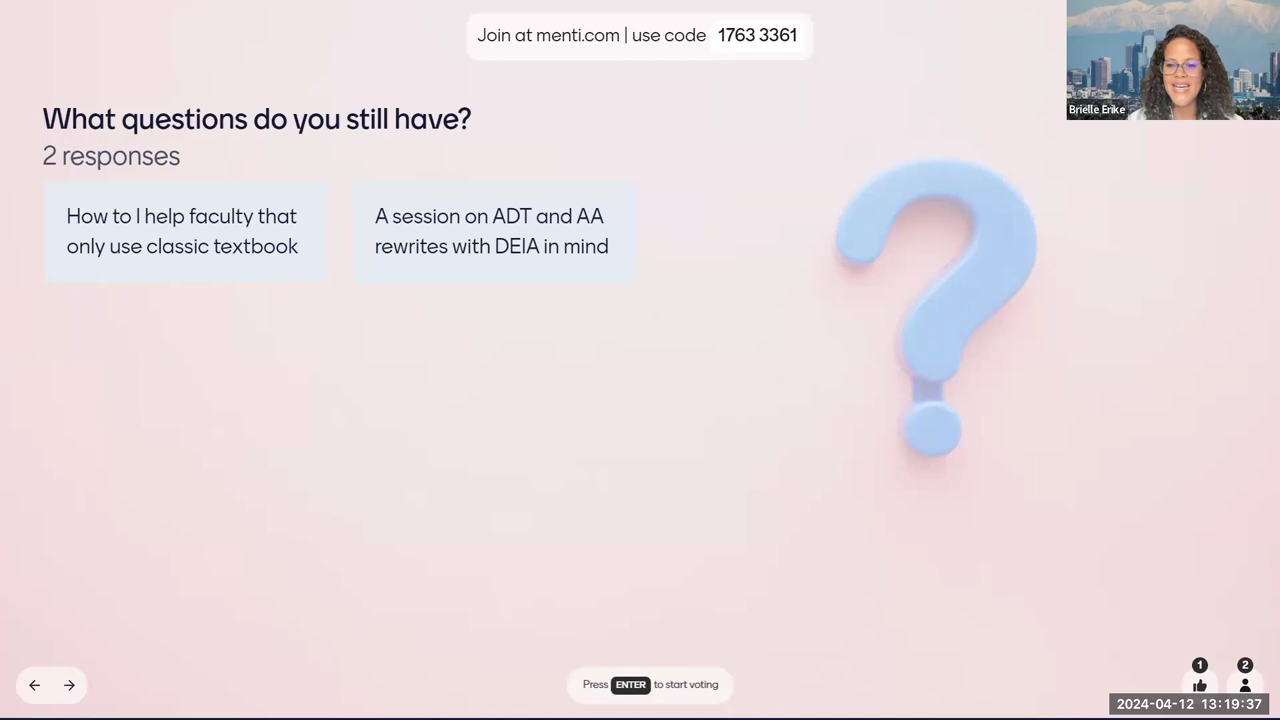 Join at menti.com | use code 1763 3361
Brielle Erike
What questions do you still have?
2 responses
How to I help faculty that
only use classic textbook
A session on ADT and AA
rewrites with DEIA in mind
Press ENTER to start voting
1
2
2024-04-12 13:19:37